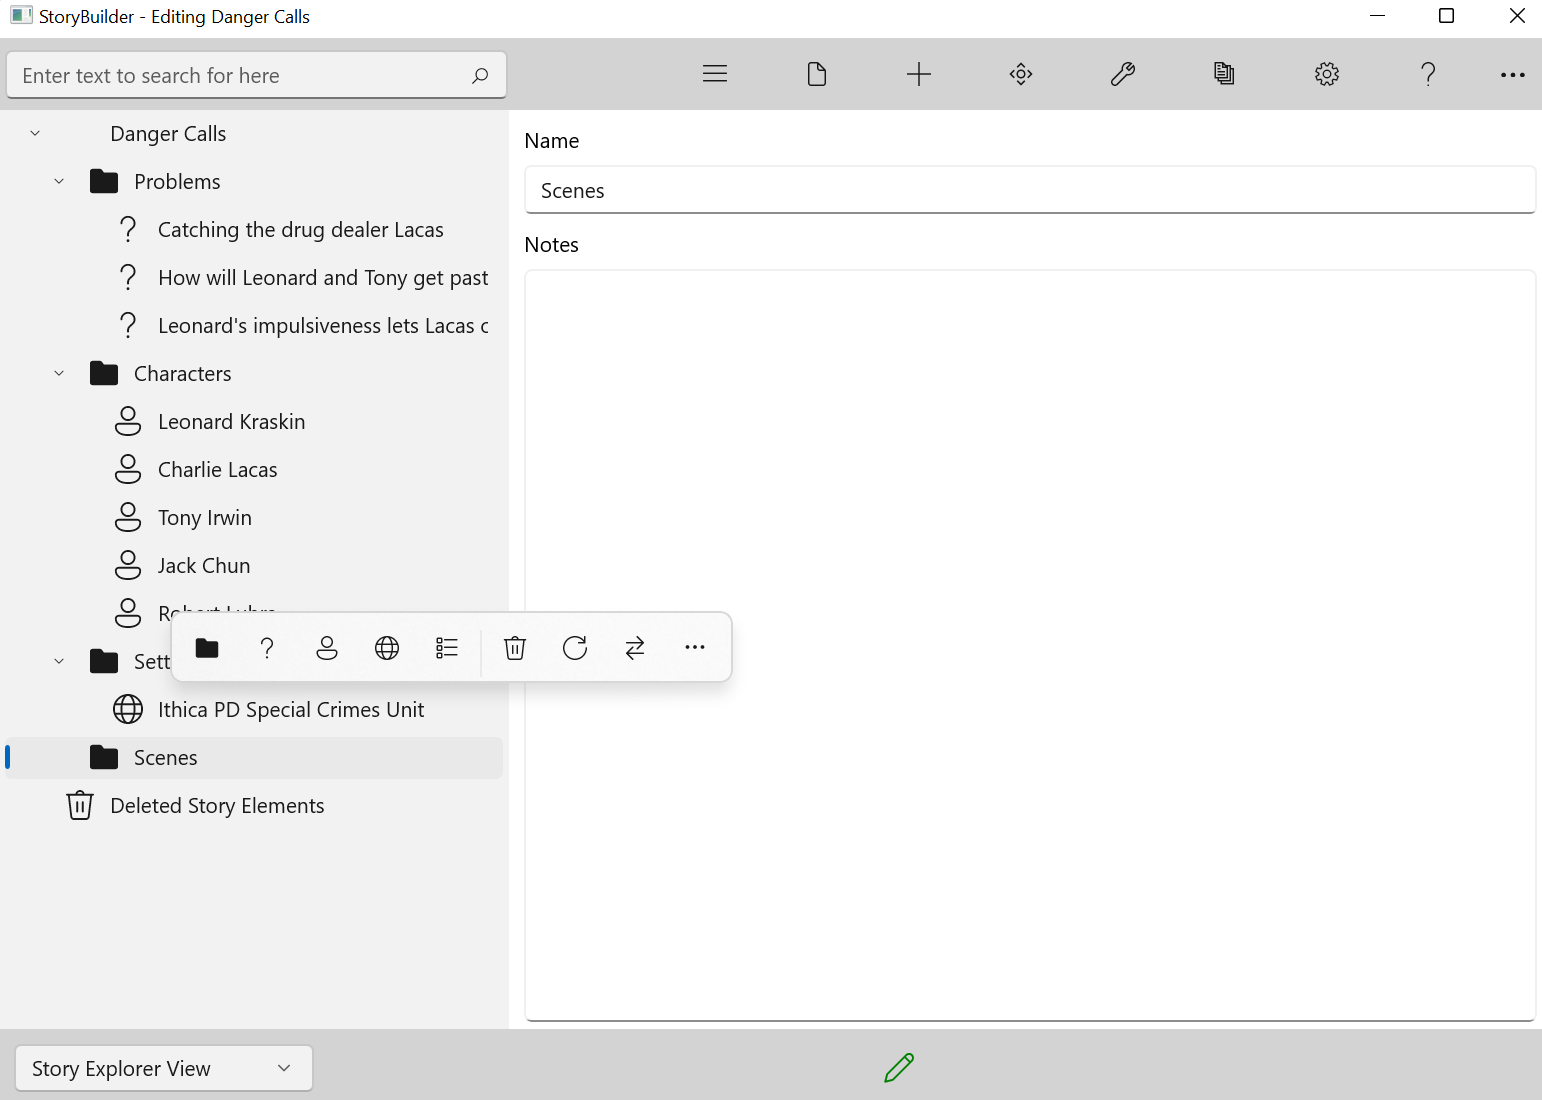 StoryBuilder - Editing Danger Calls
Enter text to search for here
Danger Calls
Problems
Catching the drug dealer Lacas
How will Leonard and Tony get past
Leonard's impulsiveness lets Lacas
Characters
Leonard Kraskin
Charlie Lacas
Tony Irwin
Jack Chun
Sett
Ithica PD Special Crimes Unit
Scenes
Deleted Story Elements
Name
Scenes
Notes
Story Explorer View